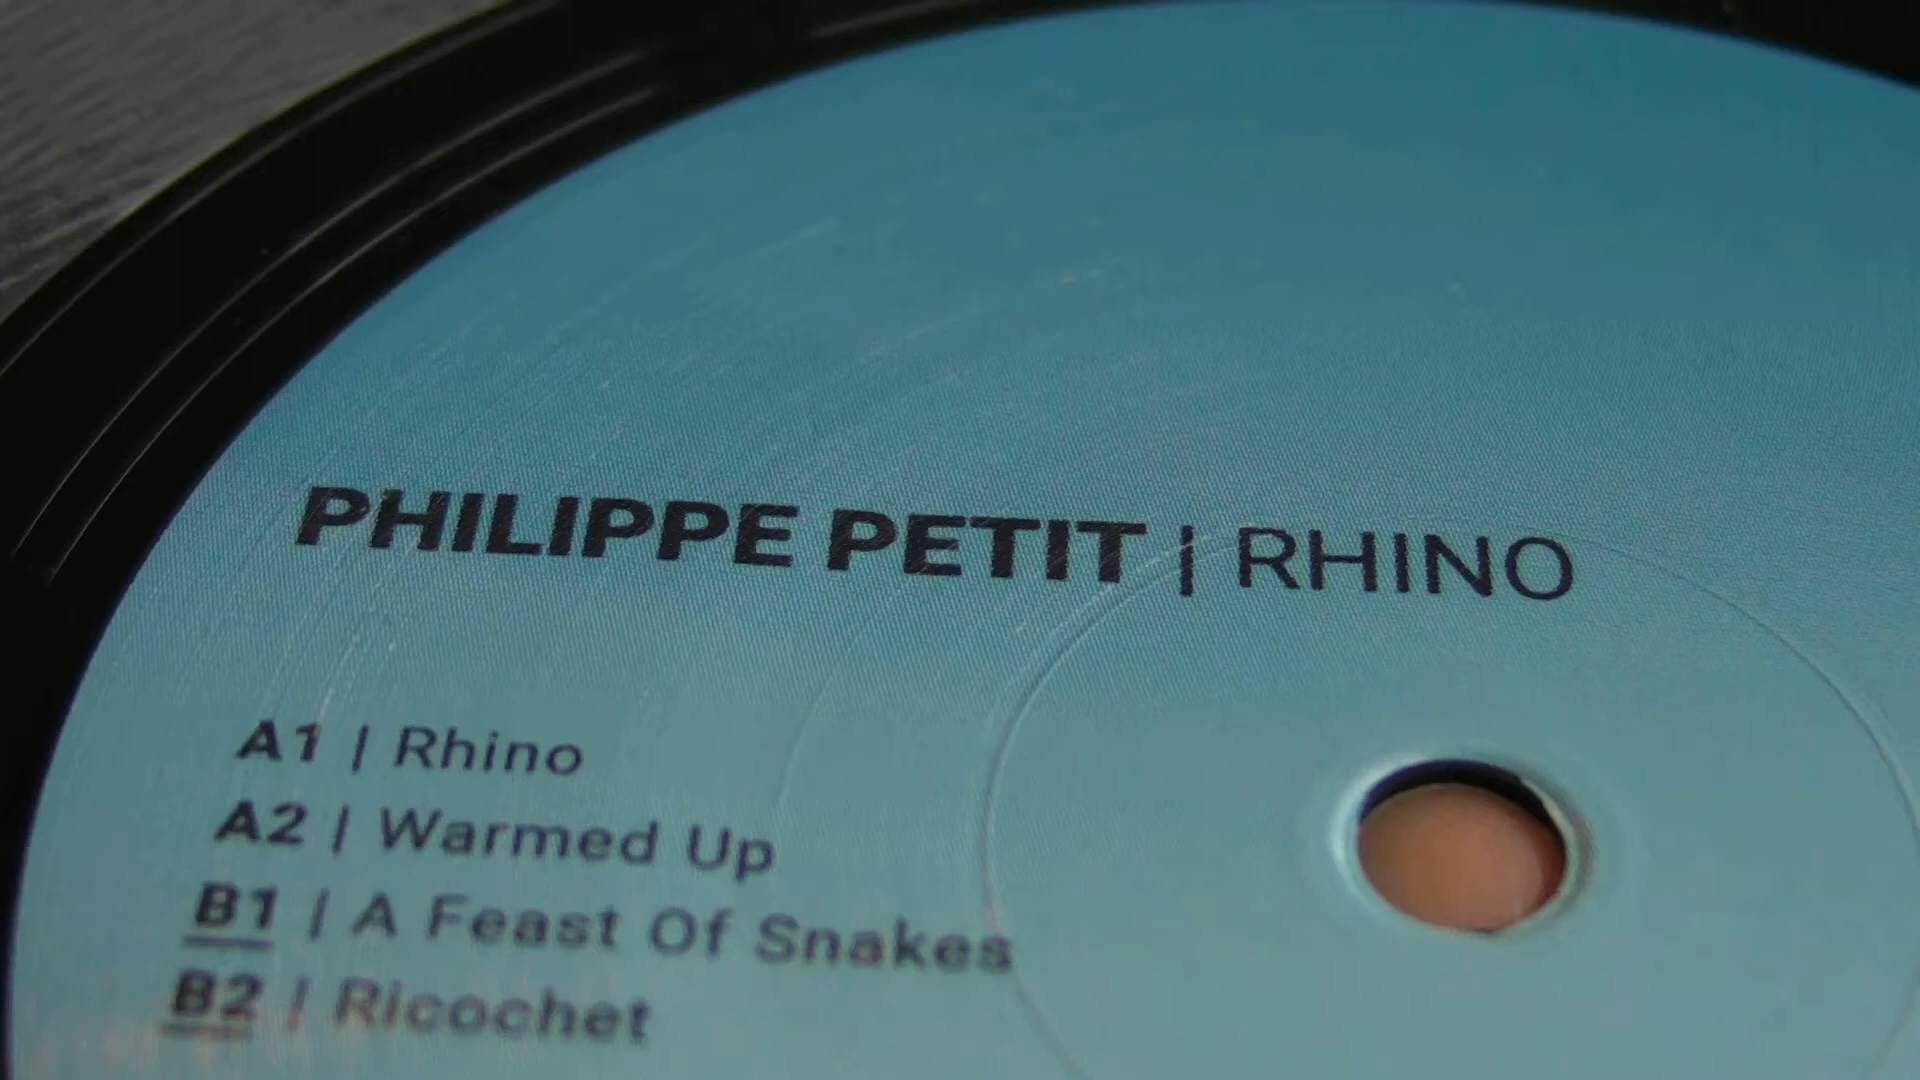 PHILIPPE PETIT | RHINO
A1 | Rhino
A2 | Warmed Up
B1 | A Feast Of Snakes
B2 | Ricochet